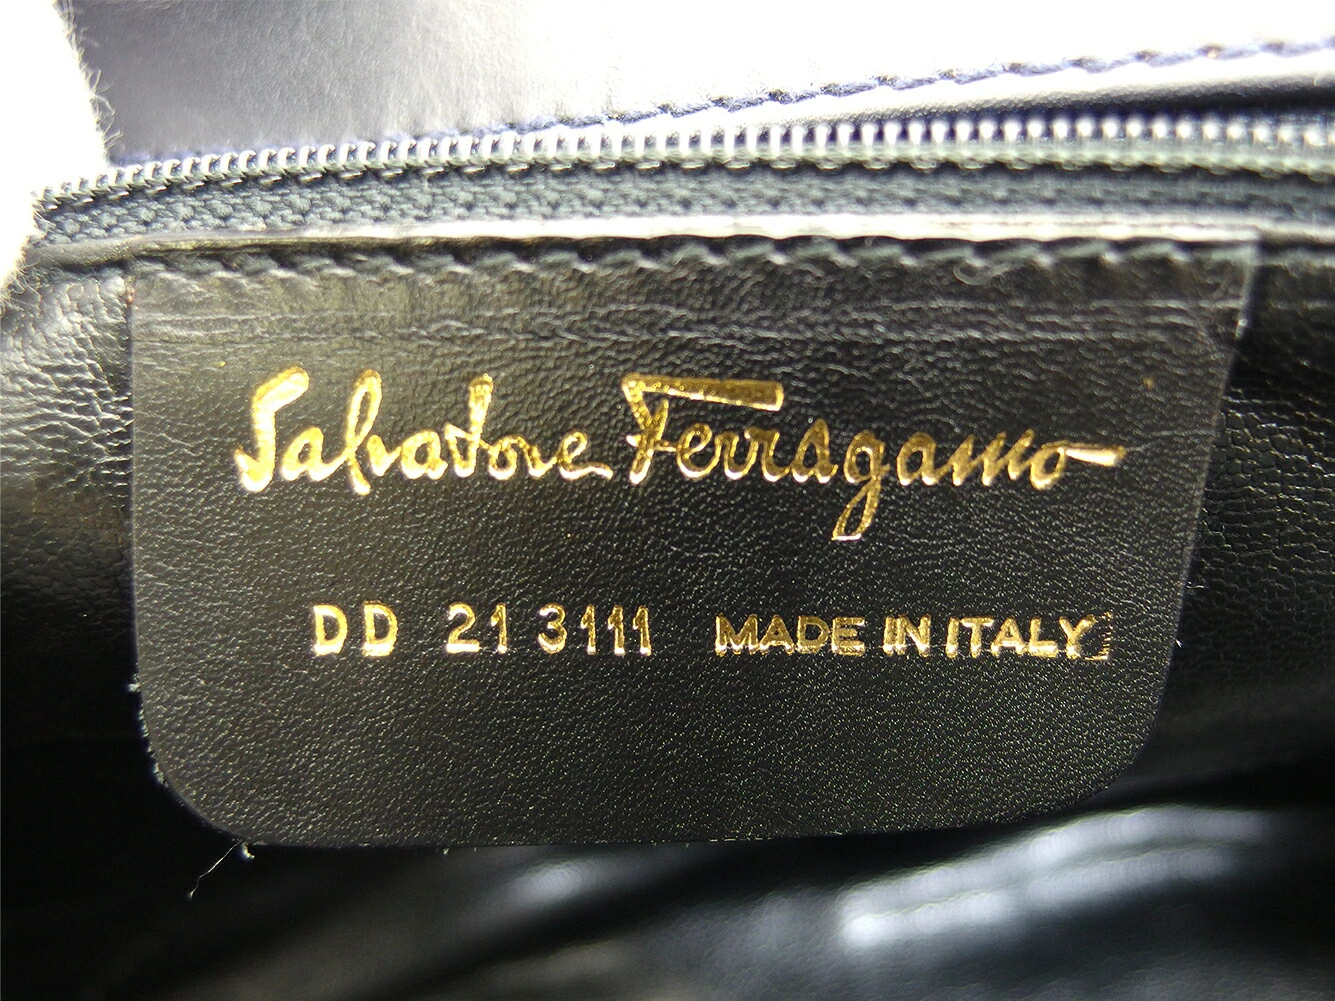 Salvatore Ferragamo
DD 21 3111 MADE IN ITALY